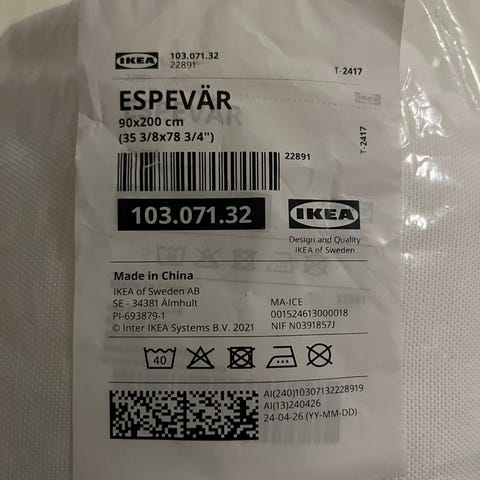 IKEA 103.071.32
22891
T-2417
ESPEVÄR
90x200 cm
(35 3/8x78 3/4")
T-2417
22891
103.071.32
IKEA
Design and Quality
IKEA of Sweden
Made in China
IKEA of Sweden AB
SE - 34381 Älmhult
PI-693879-1
© Inter IKEA Systems B.V. 2021
MA-ICE
001524613000018
NIF N0391857J
40
AI(240)10307132228919
AI(13)240426
24-04-26 (YY-MM-DD)